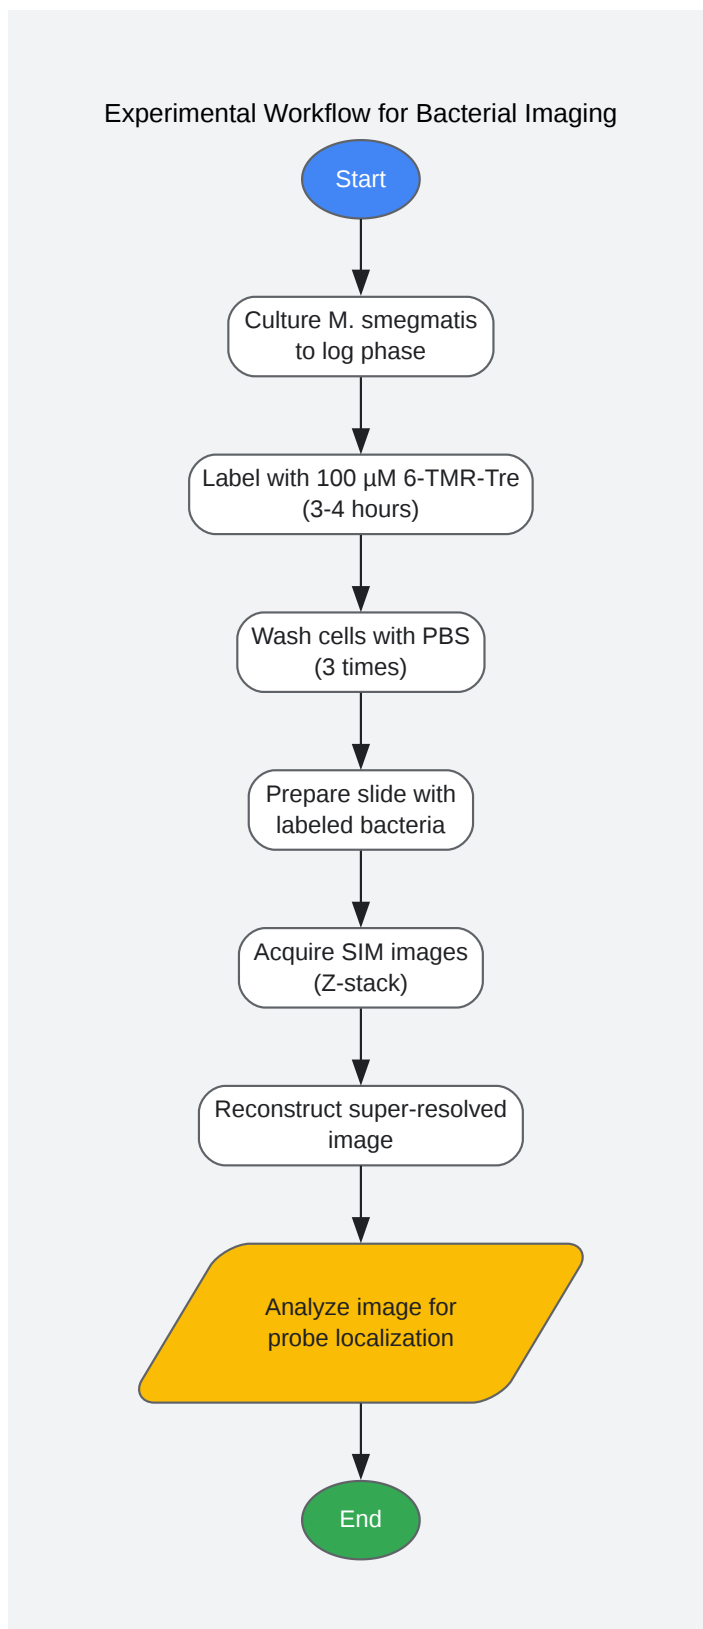 Experimental Workflow for Bacterial Imaging
Start
Culture M. smegmatis
to log phase
Label with 100 µM 6-TMR-Tre
(3-4 hours)
Wash cells with PBS
(3 times)
Prepare slide with
labeled bacteria
Acquire SIM images
(Z-stack)
Reconstruct super-resolved
image
Analyze image for
probe localization
End